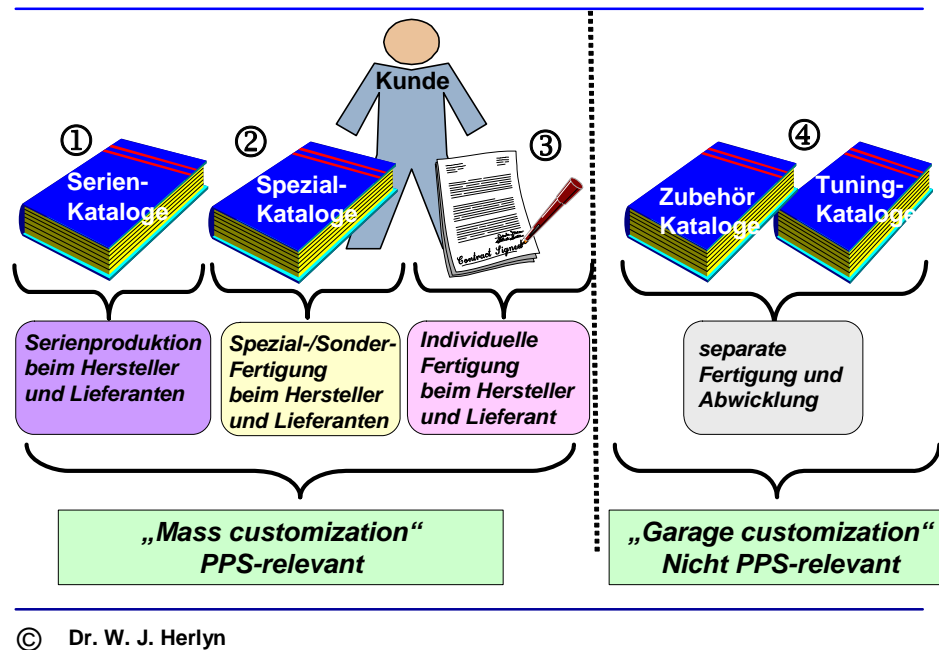 Kunde
①
Serien-
Kataloge
②
Spezial-
Kataloge
③
Contract Signed
④
Zubehör
Kataloge
Tuning-
Kataloge
Serienproduktion
beim Hersteller
und Lieferanten
Spezial-/Sonder-
Fertigung
beim Hersteller
und Lieferanten
Individuelle
Fertigung
beim Hersteller
und Lieferant
separate
Fertigung und
Abwicklung
„Mass customization“
PPS-relevant
„Garage customization“
Nicht PPS-relevant
© Dr. W. J. Herlyn